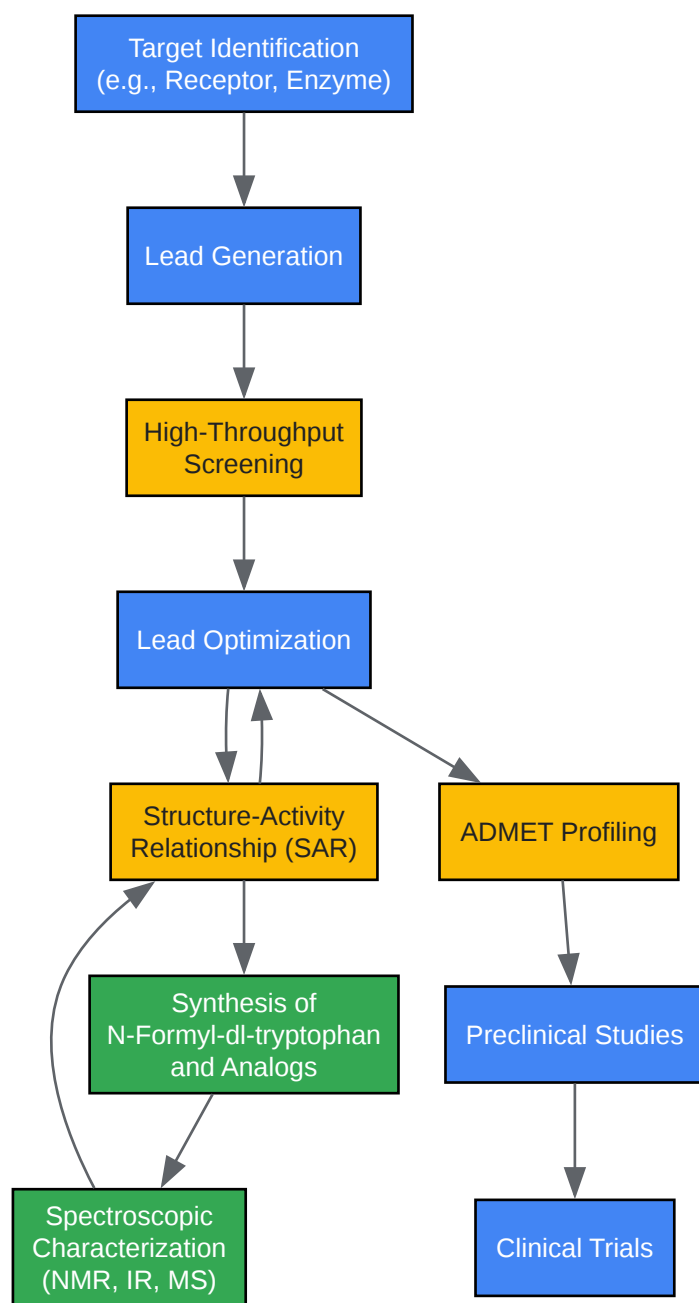 Target Identification
(e.g., Receptor, Enzyme)
Lead Generation
High-Throughput
Screening
Lead Optimization
Structure-Activity
Relationship (SAR)
ADMET Profiling
Synthesis of
N-Formyl-dl-tryptophan
and Analogs
Preclinical Studies
Spectroscopic
Characterization
(NMR, IR, MS)
Clinical Trials